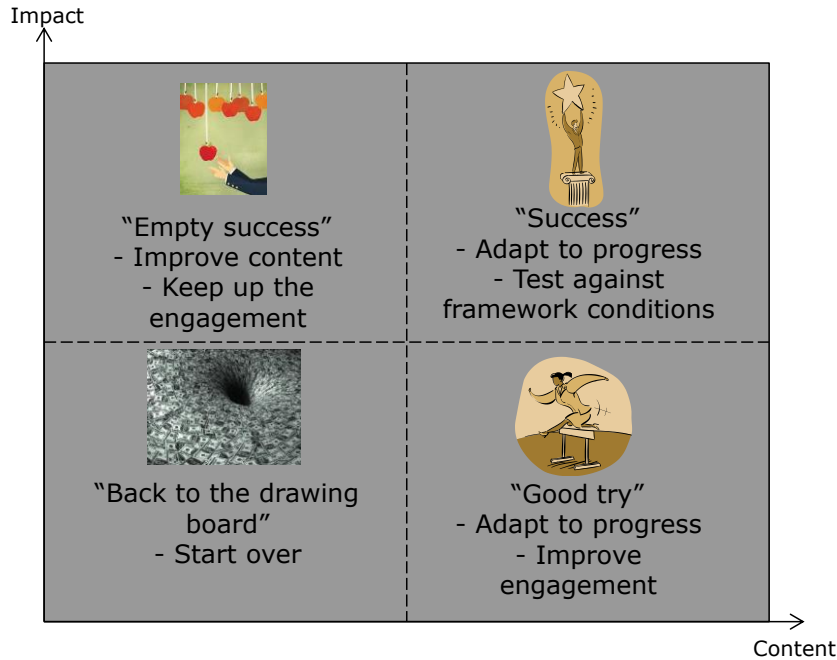 Impact
“Empty success”
- Improve content
- Keep up the
engagement
“Success”
- Adapt to progress
- Test against
framework conditions
“Back to the drawing
board”
- Start over
“Good try”
- Adapt to progress
- Improve
engagement
Content